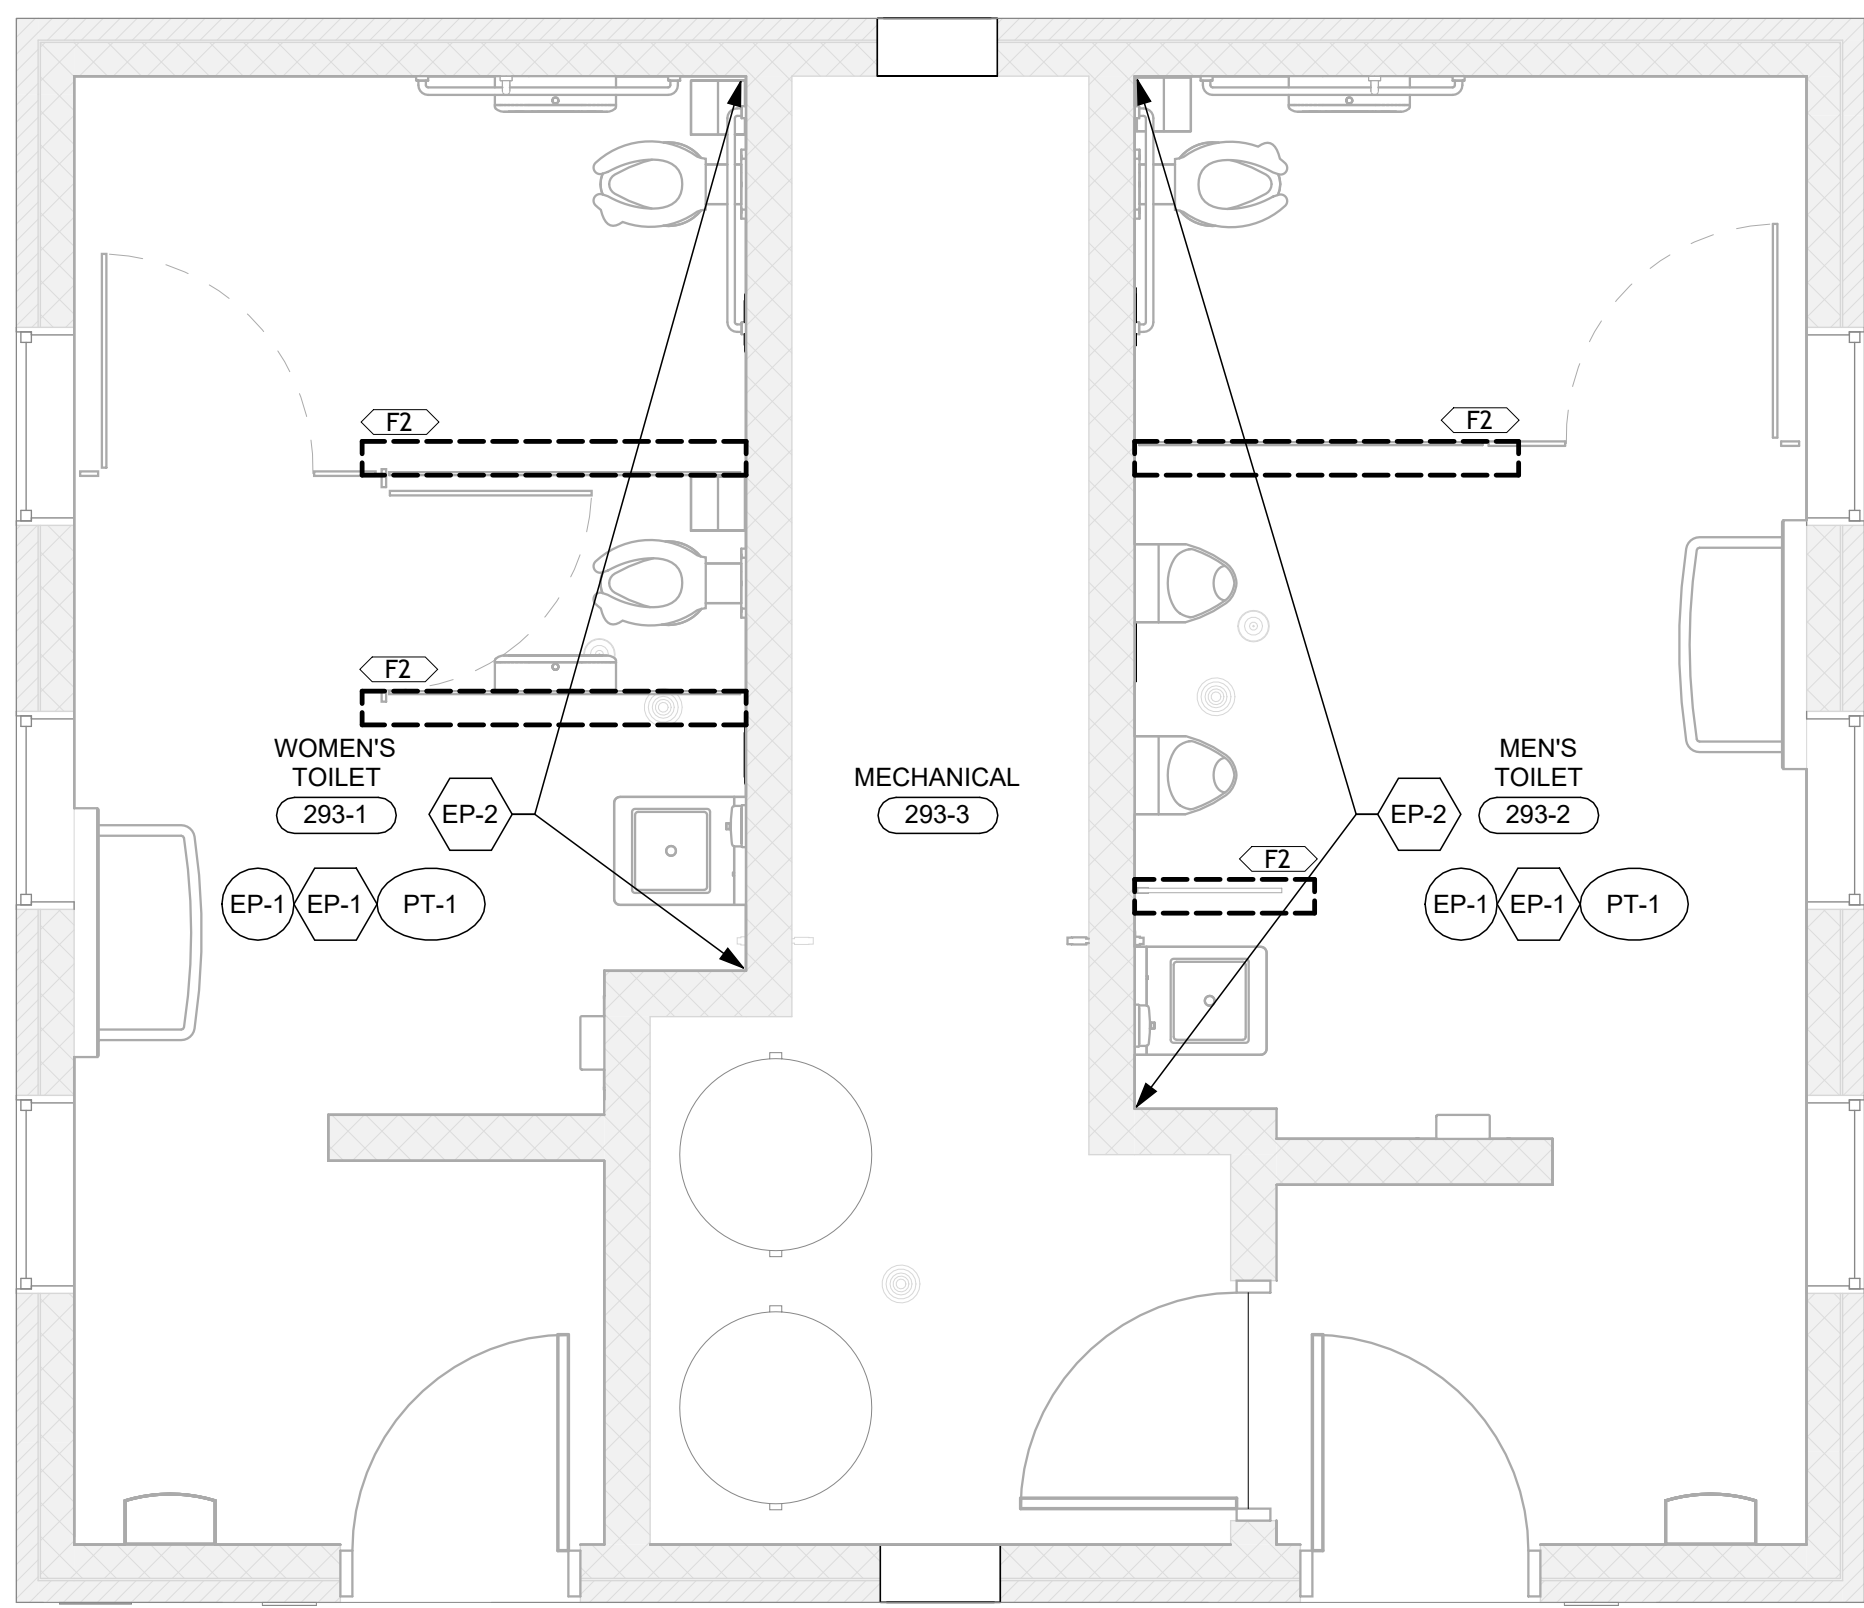 F2
F2
F2
WOMEN'S
TOILET
293-1
EP-2
MECHANICAL
293-3
EP-2
MEN'S
TOILET
293-2
F2
EP-1 EP-1 PT-1
EP-1 EP-1 PT-1